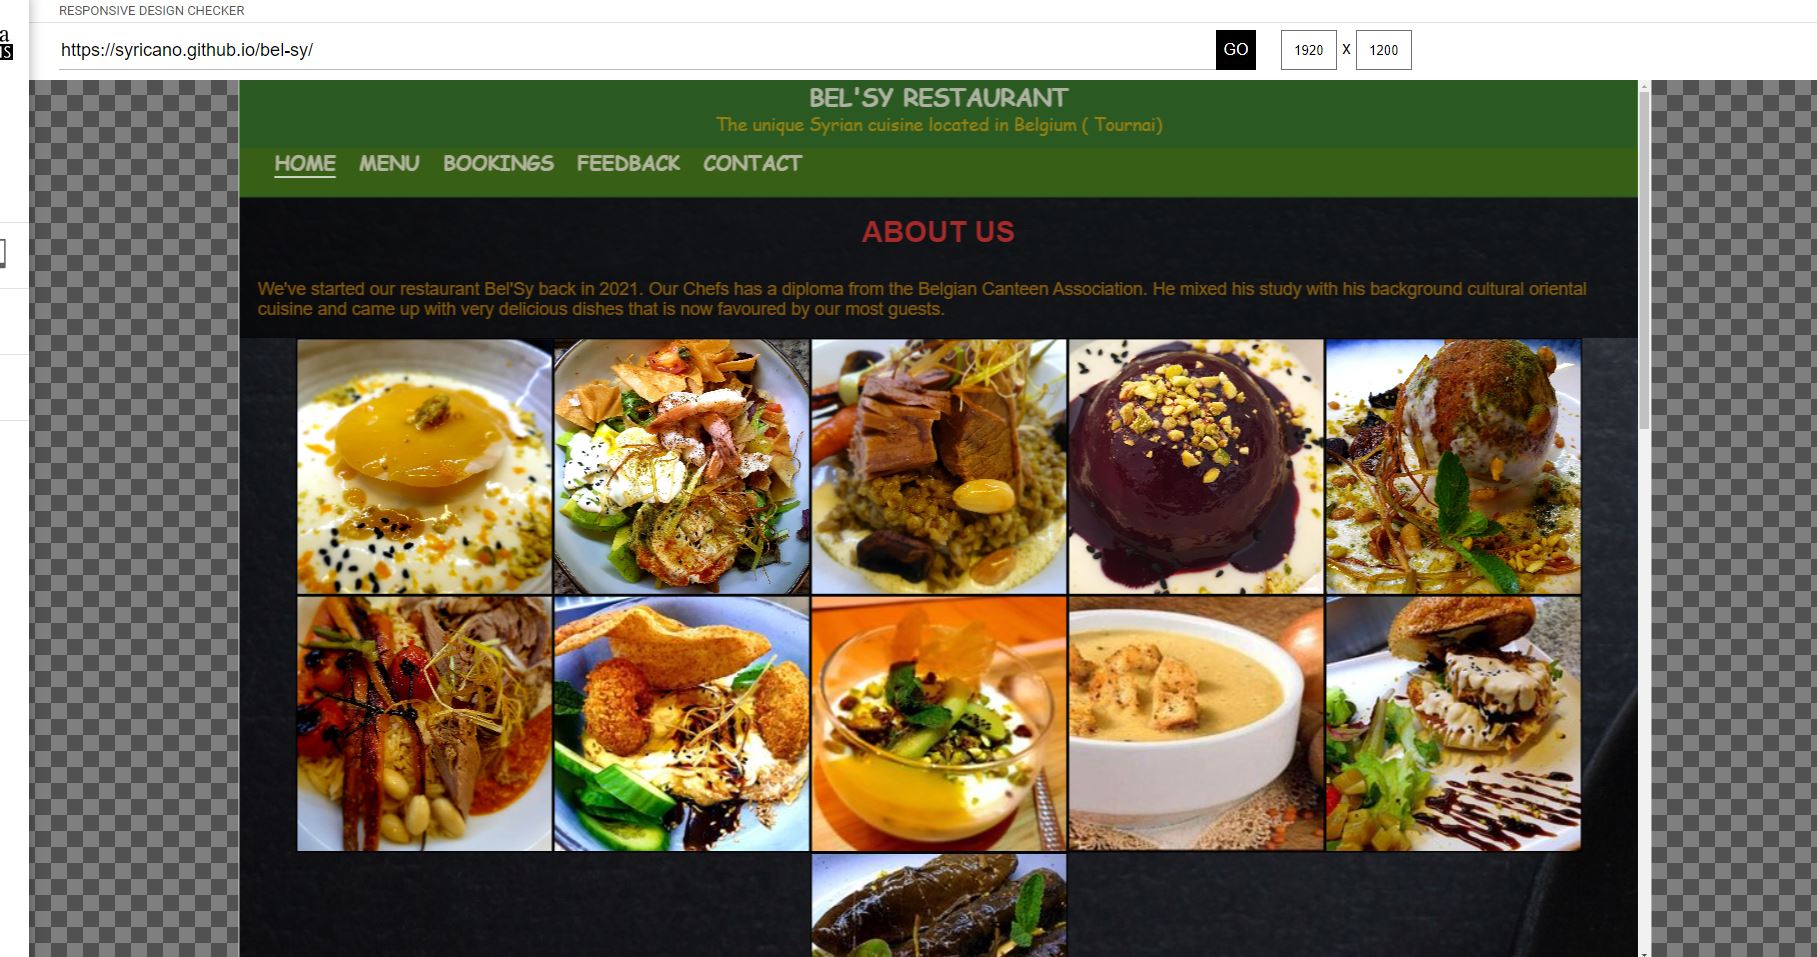 RESPONSIVE DESIGN CHECKER
a
https://syricano.github.io/bel-sy/ GO 1920 X 1200
BEL'SY RESTAURANT
The unique Syrian cuisine located in Belgium ( Tournai)
HOME MENU BOOKINGS FEEDBACK CONTACT
ABOUT US
We've started our restaurant Bel'Sy back in 2021. Our Chefs has a diploma from the Belgian Canteen Association. He mixed his study with his background cultural oriental
cuisine and came up with very delicious dishes that is now favoured by our most guests.